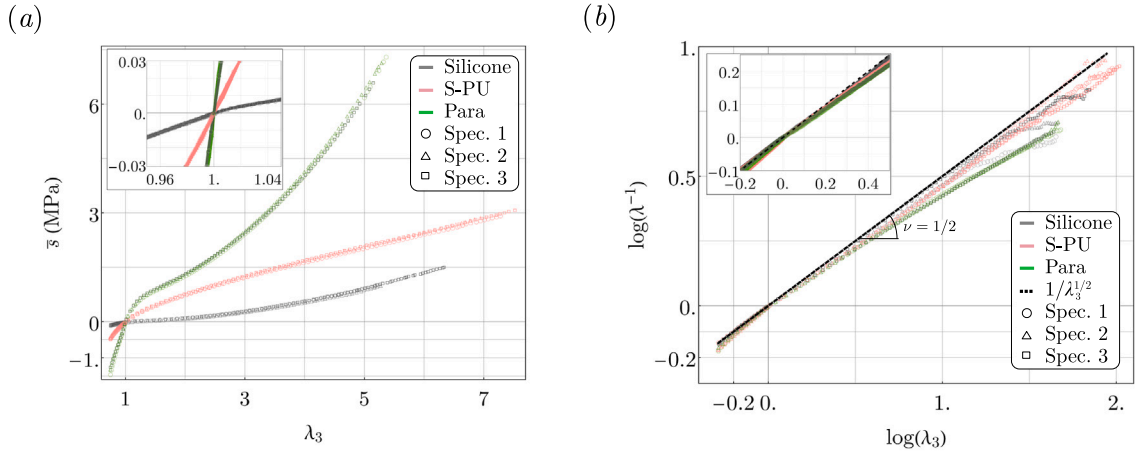 (a)
6
3
0
−1.
1
3
5
7
s̅ (MPa)
λ₃
0.03
0.
−0.03
0.96
1.
1.04
Silicone
S-PU
Para
Spec. 1
Spec. 2
Spec. 3
(b)
1.
0.5
0.
−0.2
−0.2 0.
1.
2.
log(λ⁻¹)
log(λ₃)
0.2
0.1
0.
−0.1
−0.2
0.
0.2
0.4
ν = 1/2
Silicone
S-PU
Para
1/λ₃^{1/2}
Spec. 1
Spec. 2
Spec. 3